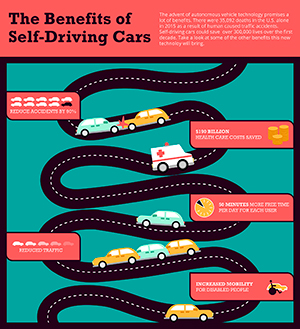 The Benefits of
Self-Driving Cars
The advent of autonomous vehicle technology promises a
lot of benefits. There were 35,092 deaths in the U.S. alone
in 2015 as a result of human caused traffic accidents.
Self-driving cars could save over 300,000 lives over the first
decade. Take a look at some of the other benefits this new
technology will bring.
REDUCE ACCIDENTS BY 90%
$190 BILLION
HEALTH CARE COSTS SAVED
50 MINUTES MORE FREE TIME
PER DAY FOR EACH USER
REDUCED TRAFFIC
INCREASED MOBILITY
FOR DISABLED PEOPLE